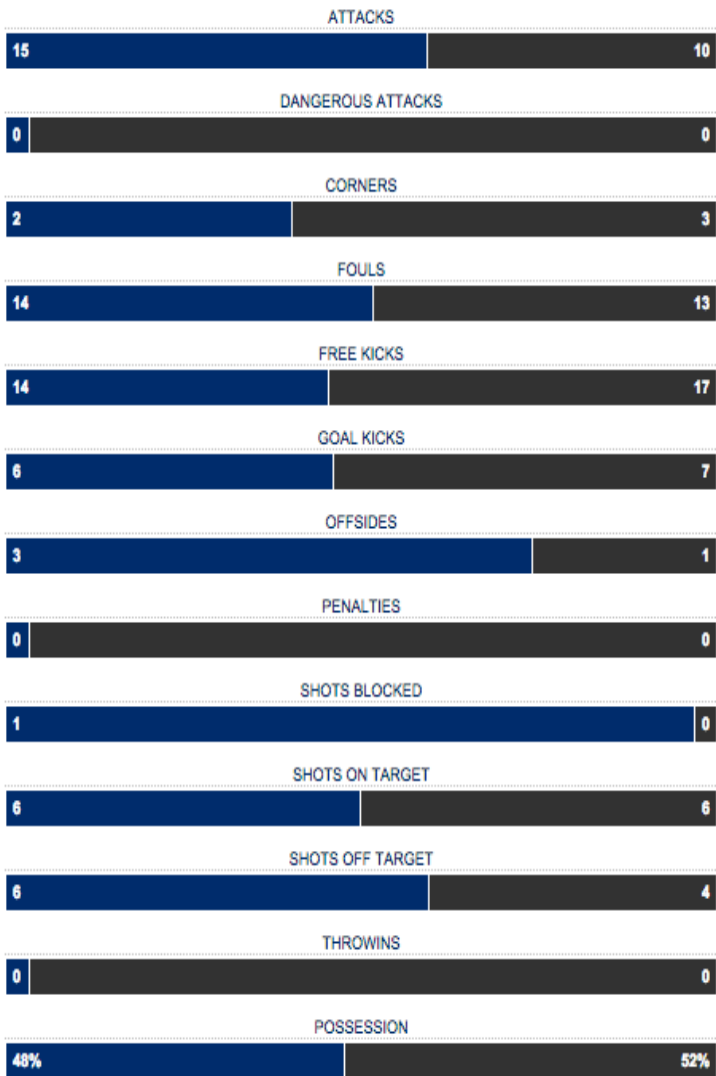 ATTACKS
15 10
DANGEROUS ATTACKS
0 0
CORNERS
2 3
FOULS
14 13
FREE KICKS
14 17
GOAL KICKS
6 7
OFFSIDES
3 1
PENALTIES
0 0
SHOTS BLOCKED
1 0
SHOTS ON TARGET
6 6
SHOTS OFF TARGET
6 4
THROWINS
0 0
POSSESSION
48% 52%